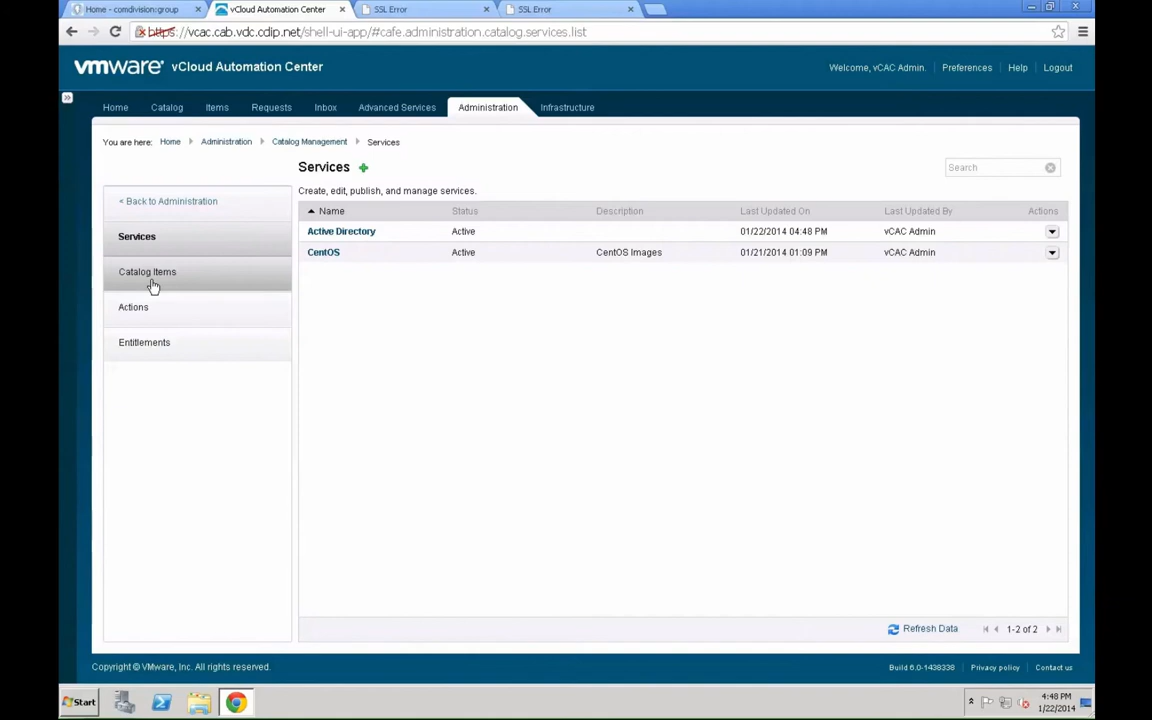 Home - comdivision:group
vCloud Automation Center
SSL Error
SSL Error
https://vcac.cab.vdc.cdip.net/shell-ui-app/#cafe.administration.catalog.services.list
vmware vCloud Automation Center
Welcome, vCAC Admin. Preferences Help Logout
Home Catalog Items Requests Inbox Advanced Services Administration Infrastructure
You are here: Home Administration Catalog Management Services
Services
Search
Create, edit, publish, and manage services.
< Back to Administration
Services
Catalog Items
Actions
Entitlements
Name Status Description Last Updated On Last Updated By Actions
Active Directory Active 01/22/2014 04:48 PM vCAC Admin
CentOS Active CentOS Images 01/21/2014 01:09 PM vCAC Admin
Refresh Data 1-2 of 2
Copyright © VMware, Inc. All rights reserved.
Build 6.0-1438338 Privacy policy Contact us
Start
4:48 PM
1/22/2014